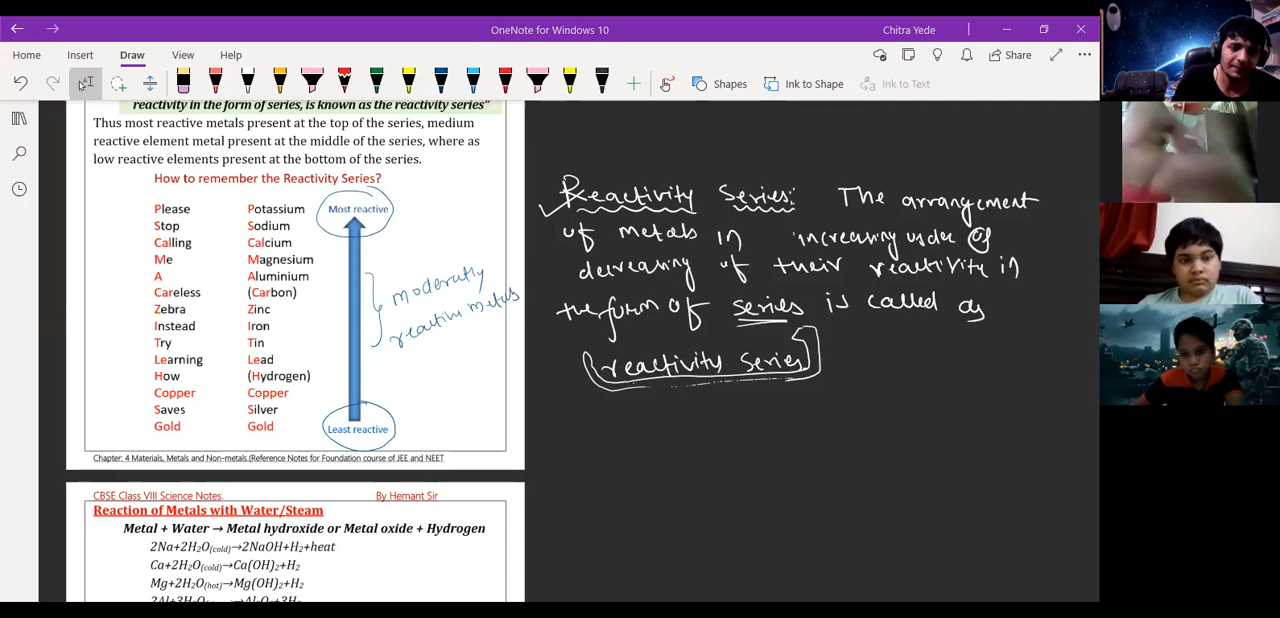 OneNote for Windows 10
Chitra Yede
Home Insert Draw View Help
Share
Shapes
Ink to Shape
Ink to Text
reactivity in the form of series, is known as the reactivity series"
Thus most reactive metals present at the top of the series, medium
reactive element metal present at the middle of the series, where as
low reactive elements present at the bottom of the series.
How to remember the Reactivity Series?
Please Potassium Most reactive
Stop Sodium
Calling Calcium
Me Magnesium
A Aluminium
Careless (Carbon)
Zebra Zinc
Instead Iron
Try Tin
Learning Lead
How (Hydrogen)
Copper Copper
Saves Silver
Gold Gold Least reactive
moderatly
reactive metals
Chapter: 4 Materials, Metals and Non-metals.(Reference Notes for Foundation course of JEE and NEET
CBSE Class VIII Science Notes. By Hemant Sir
Reaction of Metals with Water/Steam
Metal + Water → Metal hydroxide or Metal oxide + Hydrogen
2Na+2H₂O(cold)→2NaOH+H₂+heat
Ca+2H₂O(cold)→Ca(OH)₂+H₂
Mg+2H₂O(hot)→Mg(OH)₂+H₂
Reactivity Series: The arrangement
of metals in increasing order of
decreasing of their reactivity in
the form of series is called as
reactivity series